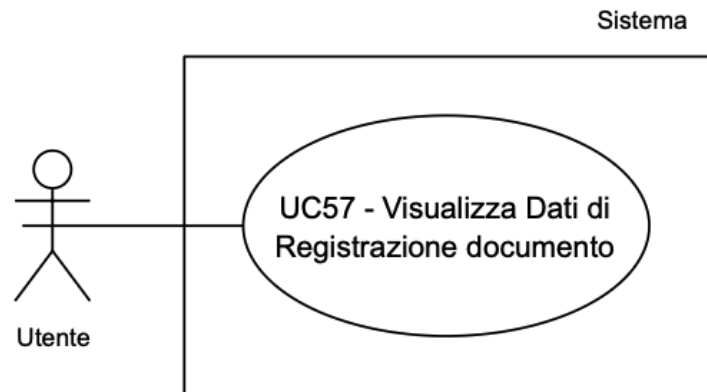 Sistema
UC57 - Visualizza Dati di
Registrazione documento
Utente